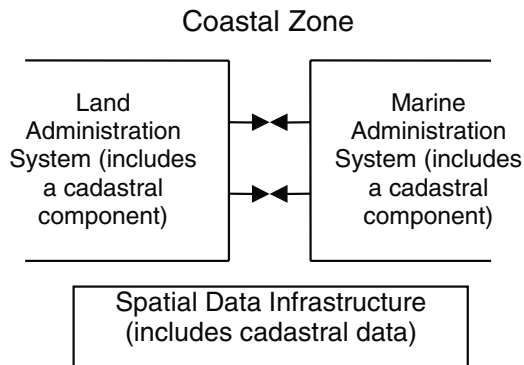 Coastal Zone
Land
Administration
System (includes
a cadastral
component)
Marine
Administration
System (includes
a cadastral
component)
Spatial Data Infrastructure
(includes cadastral data)